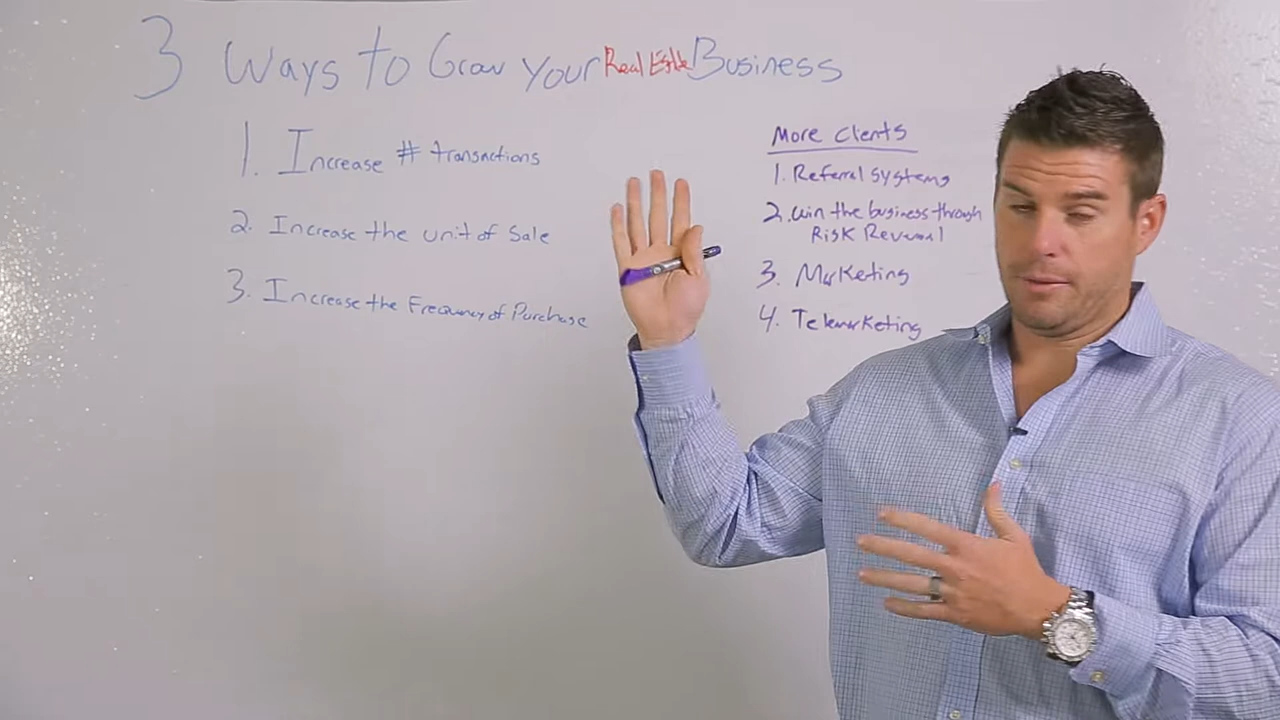 3 Ways to Grow Your Real Estate Business
1. Increase # transactions
2. Increase the unit of Sale
3. Increase the Frequency of Purchase
More Clients
1. Referral systems
2. win the business through
Risk Reversal
3. Marketing
4. Telemarketing